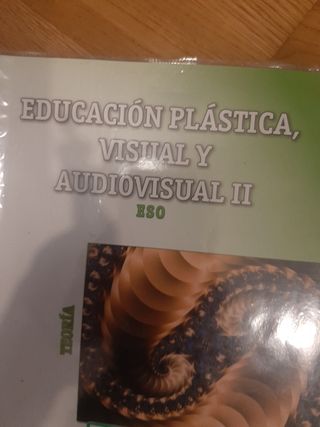 EDUCACIÓN PLÁSTICA,
VISUAL Y
AUDIOVISUAL II
ESO
TEORÍA